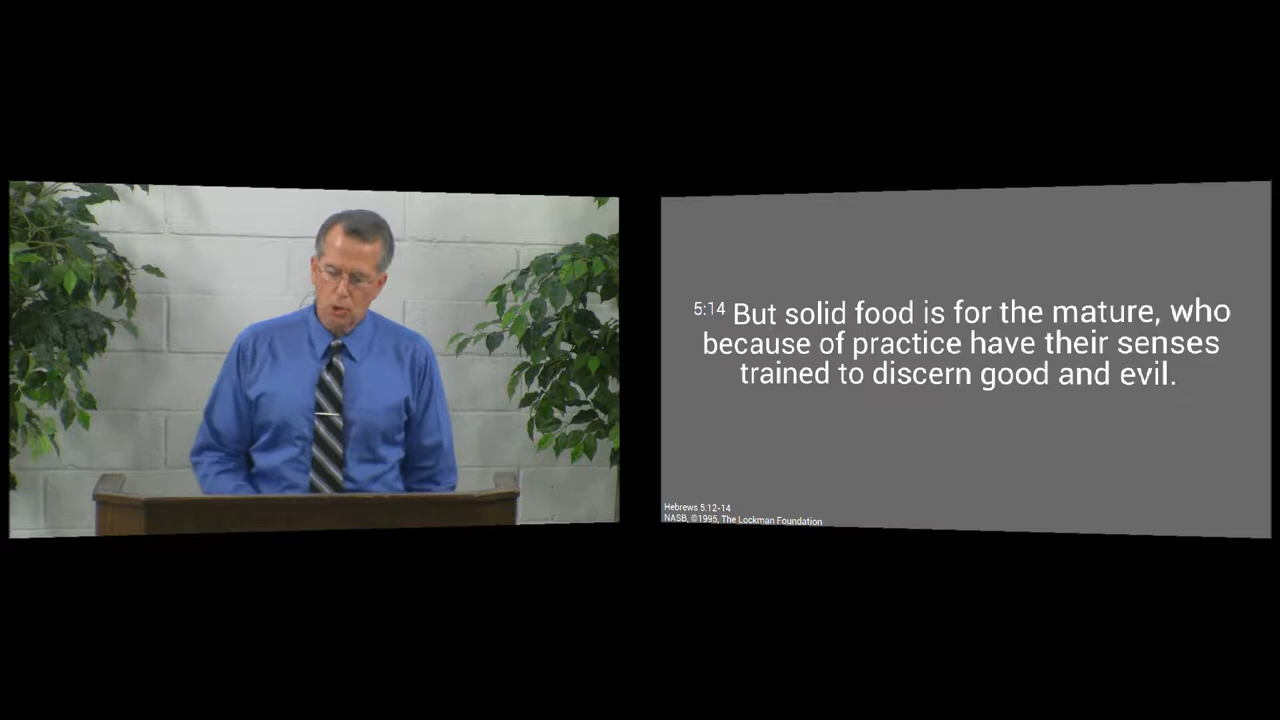 5:14 But solid food is for the mature, who
because of practice have their senses
trained to discern good and evil.
Hebrews 5:12-14
NASB, ©1995, The Lockman Foundation